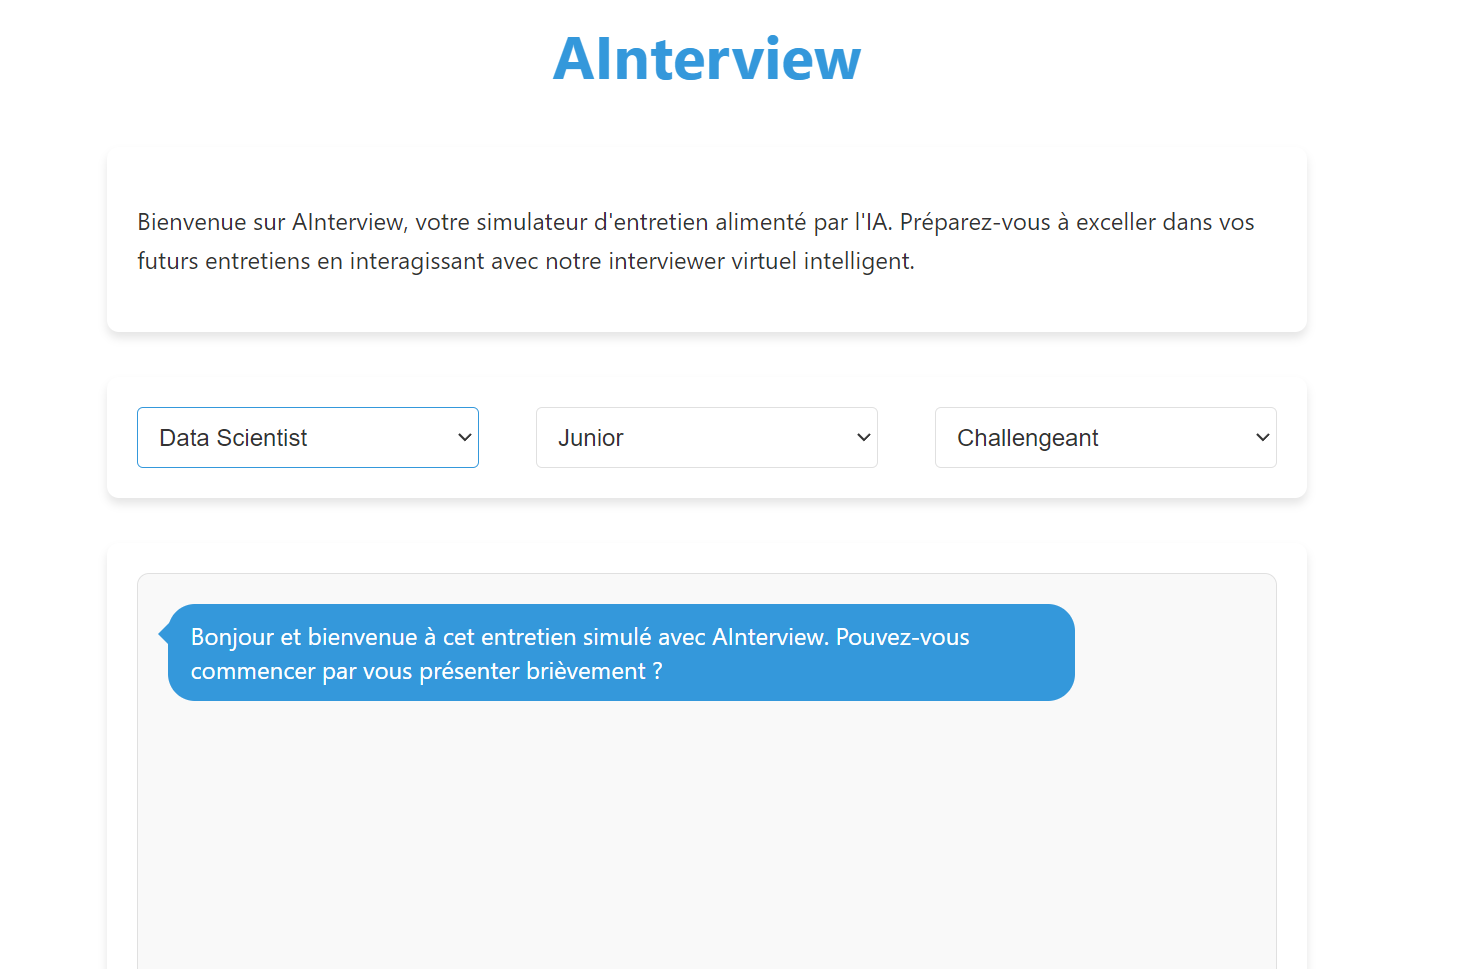 AInterview
Bienvenue sur AInterview, votre simulateur d'entretien alimenté par l'IA. Préparez-vous à exceller dans vos
futurs entretiens en interagissant avec notre interviewer virtuel intelligent.
Data Scientist
Junior
Challengeant
Bonjour et bienvenue à cet entretien simulé avec AInterview. Pouvez-vous
commencer par vous présenter brièvement ?